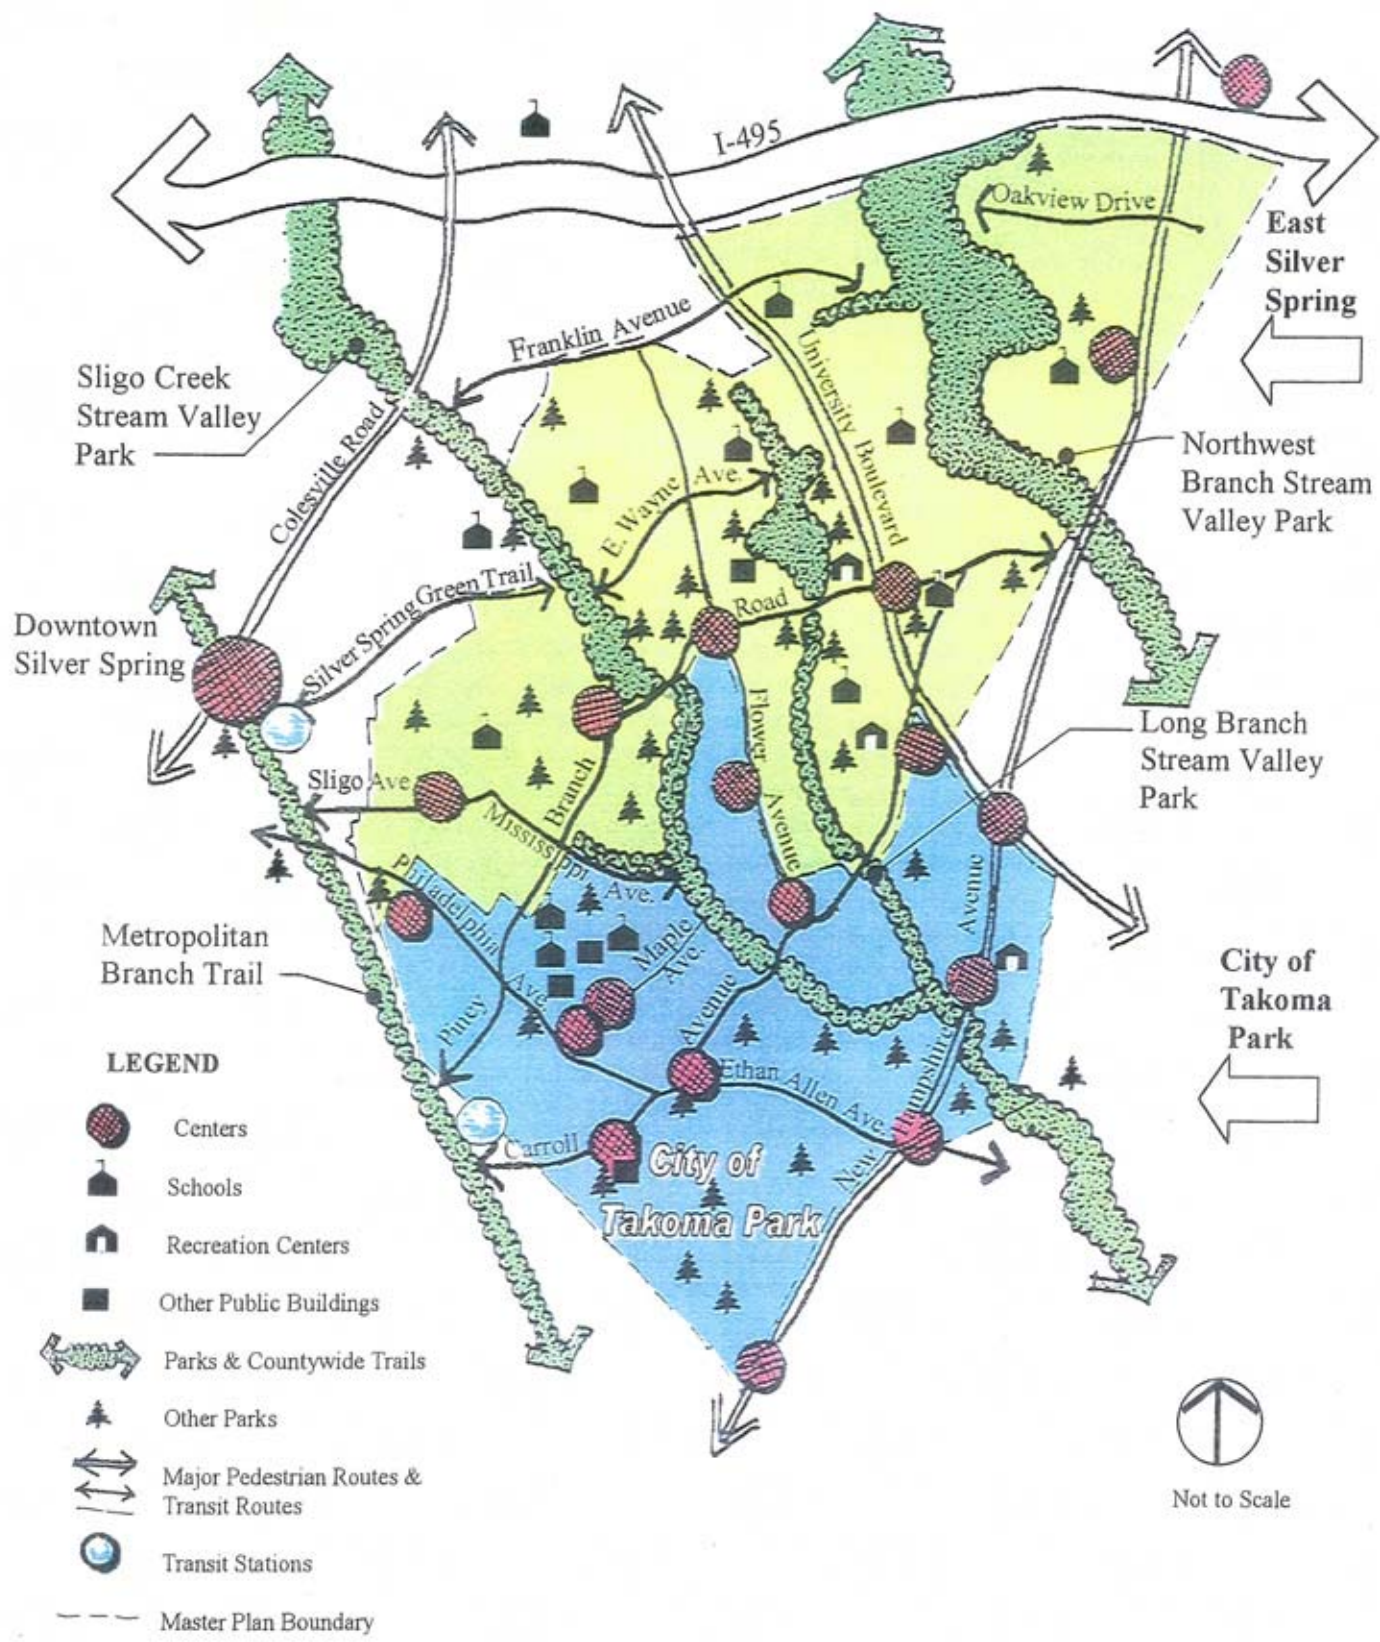 I-495
Oakview Drive
East
Silver
Spring
Franklin Avenue
University Boulevard
Sligo Creek
Stream Valley
Park
Colesville Road
Northwest
Branch Stream
Valley Park
E. Wayne Ave.
Silver Spring Green Trail
Road
Downtown
Silver Spring
Flower
Avenue
Long Branch
Stream Valley
Park
Sligo Ave
Branch
Mississippi Ave.
Philadelphia
Ave.
Maple
Ave.
Avenue
Metropolitan
Branch Trail
Piney
Avenue
City of
Takoma
Park
Ethan Allen Ave.
New
ampshire
Carroll
City of
Takoma Park
LEGEND
Centers
Schools
Recreation Centers
Other Public Buildings
Parks & Countywide Trails
Other Parks
Major Pedestrian Routes &
Transit Routes
Transit Stations
Master Plan Boundary
Not to Scale